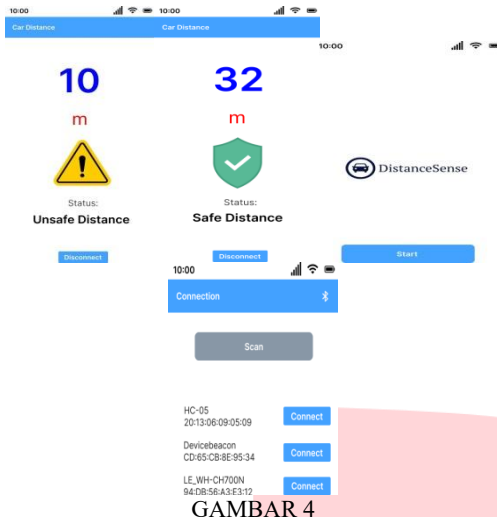 10:00
Car Distance
10
m
Status:
Unsafe Distance
Disconnect
10:00
Car Distance
32
m
Status:
Safe Distance
Disconnect
10:00
DistanceSense
Start
10:00
Connection
Scan
HC-05
20:13:06:09:05:09
Connect
Devicebeacon
CD:65:CB:8E:95:34
Connect
LE_WH-CH700N
94:DB:56:A3:E3:12
Connect
GAMBAR 4